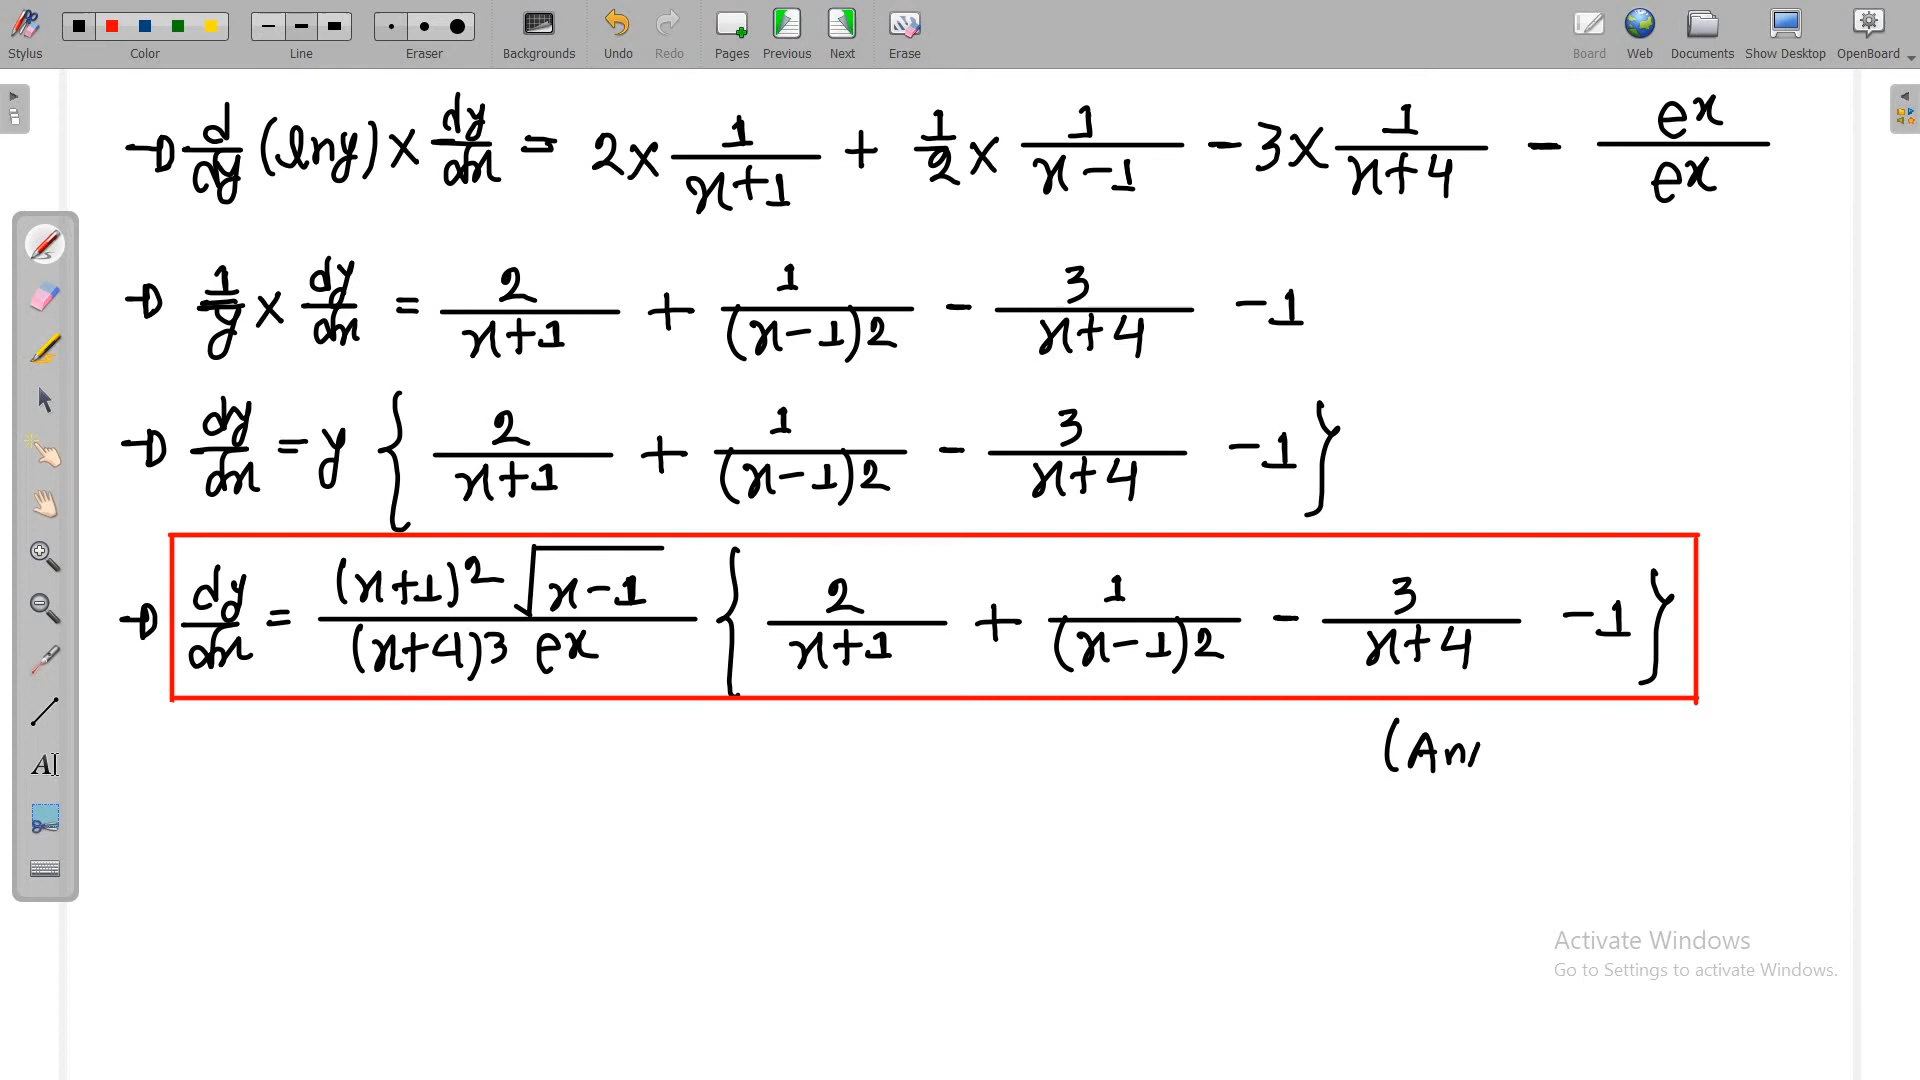 Stylus Color Line Eraser Backgrounds Undo Redo Pages Previous Next Erase Board Web Documents Show Desktop OpenBoard
→ d/dy (lny) × dy/dx = 2 × 1/(x+1) + 1/2 × 1/(x-1) - 3 × 1/(x+4) - e^x/e^x
→ 1/y × dy/dx = 2/(x+1) + 1/((x-1)2) - 3/(x+4) - 1
→ dy/dx = y { 2/(x+1) + 1/((x-1)2) - 3/(x+4) - 1 }
→ dy/dx = (x+1)^2 √(x-1) / ((x+4)^3 e^x) { 2/(x+1) + 1/((x-1)2) - 3/(x+4) - 1 }
(An
AI
Activate Windows
Go to Settings to activate Windows.